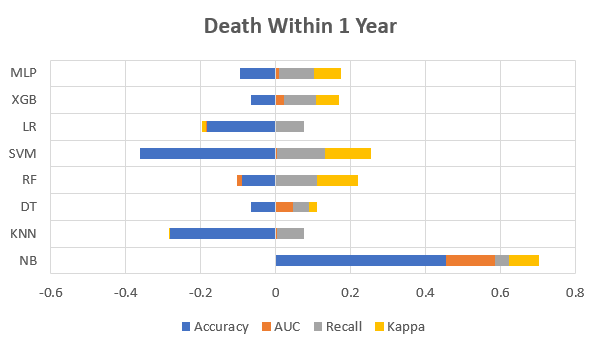 Death Within 1 Year
MLP
XGB
LR
SVM
RF
DT
KNN
NB
-0.6 -0.4 -0.2 0 0.2 0.4 0.6 0.8
Accuracy AUC Recall Kappa